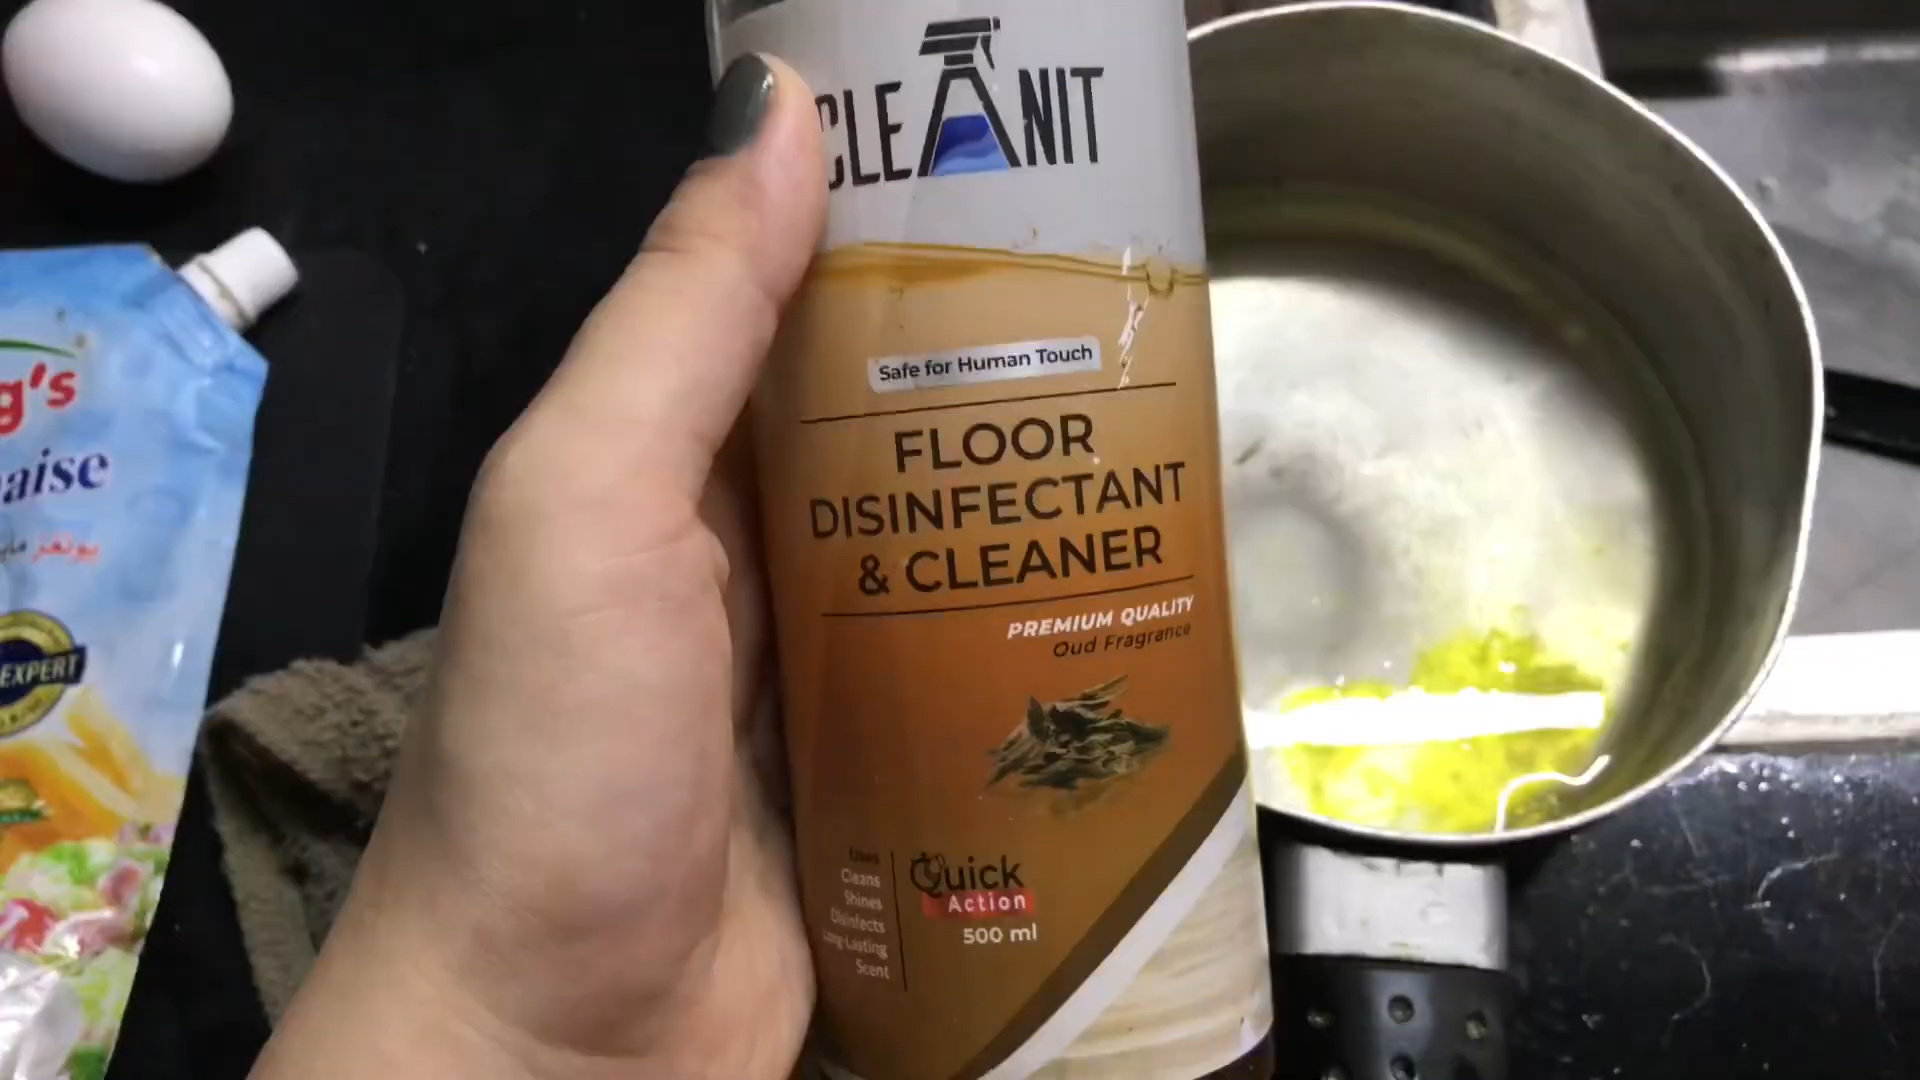 CLEANIT
Safe for Human Touch
FLOOR
DISINFECTANT
& CLEANER
PREMIUM QUALITY
Oud Fragrance
Uses
Cleans
Shines
Disinfects
Long-Lasting
Scent
Quick
Action
500 ml
g's
aise
يونگز
EXPERT